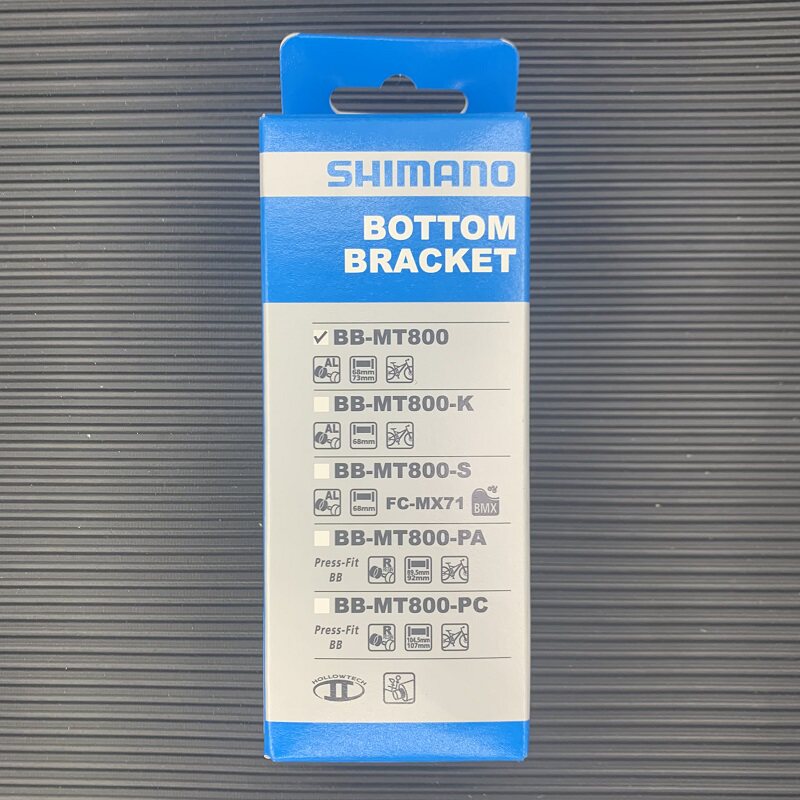 SHIMANO
BOTTOM
BRACKET
BB-MT800
AL
68mm
73mm
BB-MT800-K
AL
68mm
BB-MT800-S
AL
68mm
FC-MX71
BMX
BB-MT800-PA
Press-Fit
BB
R
89,5mm
92mm
BB-MT800-PC
Press-Fit
BB
R
104,5mm
107mm
HOLLOWTECH
II